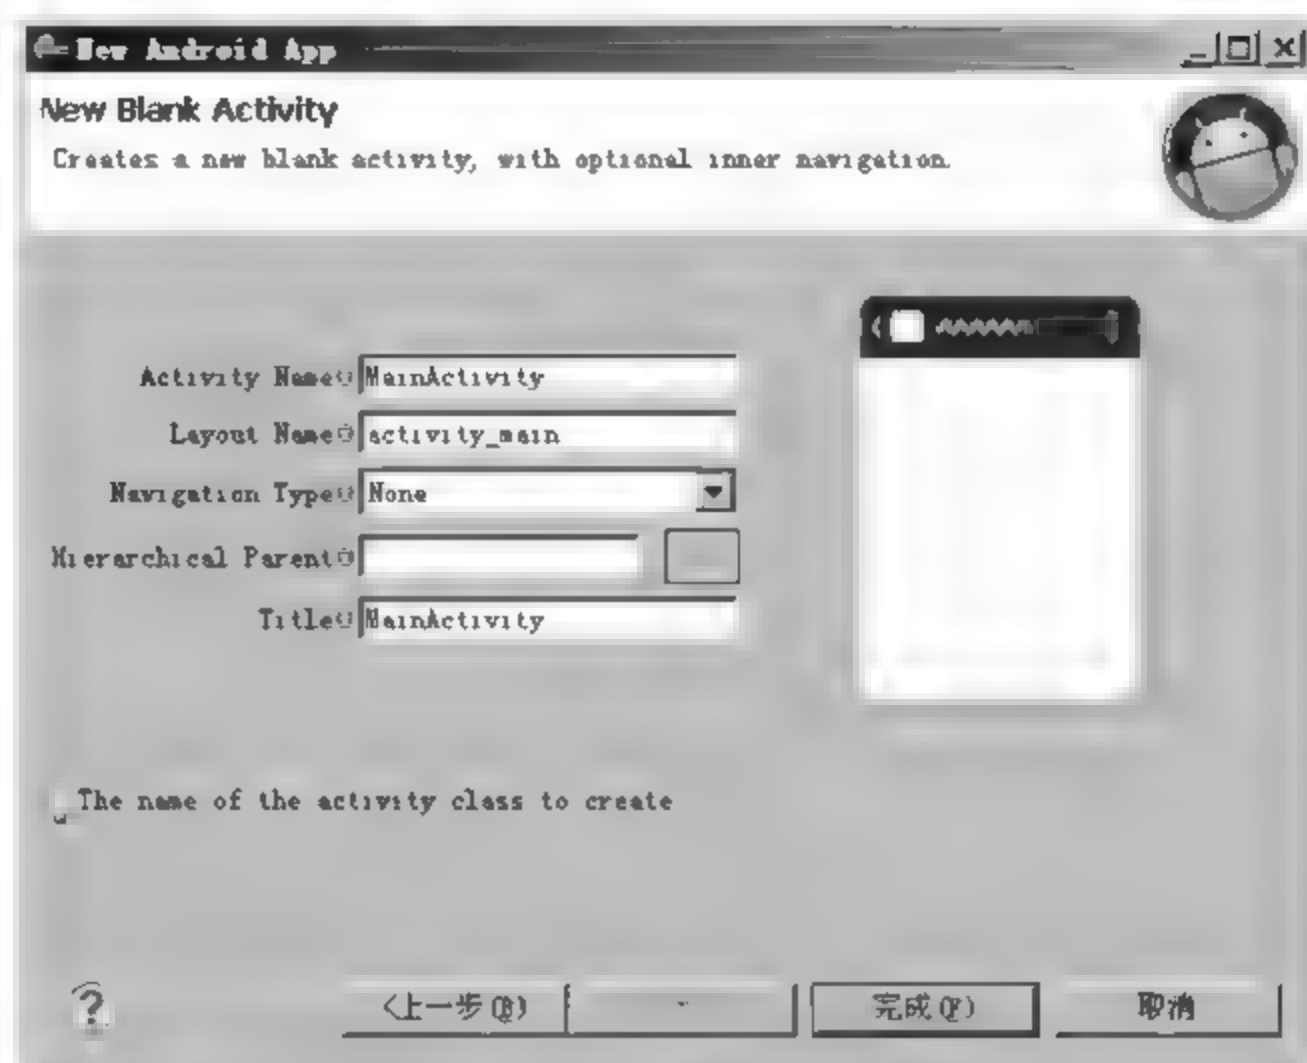 New Android App
New Blank Activity
Creates a new blank activity, with optional inner navigation.
Activity Name MainActivity
Layout Name activity_main
Navigation Type None
Hierarchical Parent
Title MainActivity
The name of the activity class to create
?
<上一步(B)
完成(F)
取消